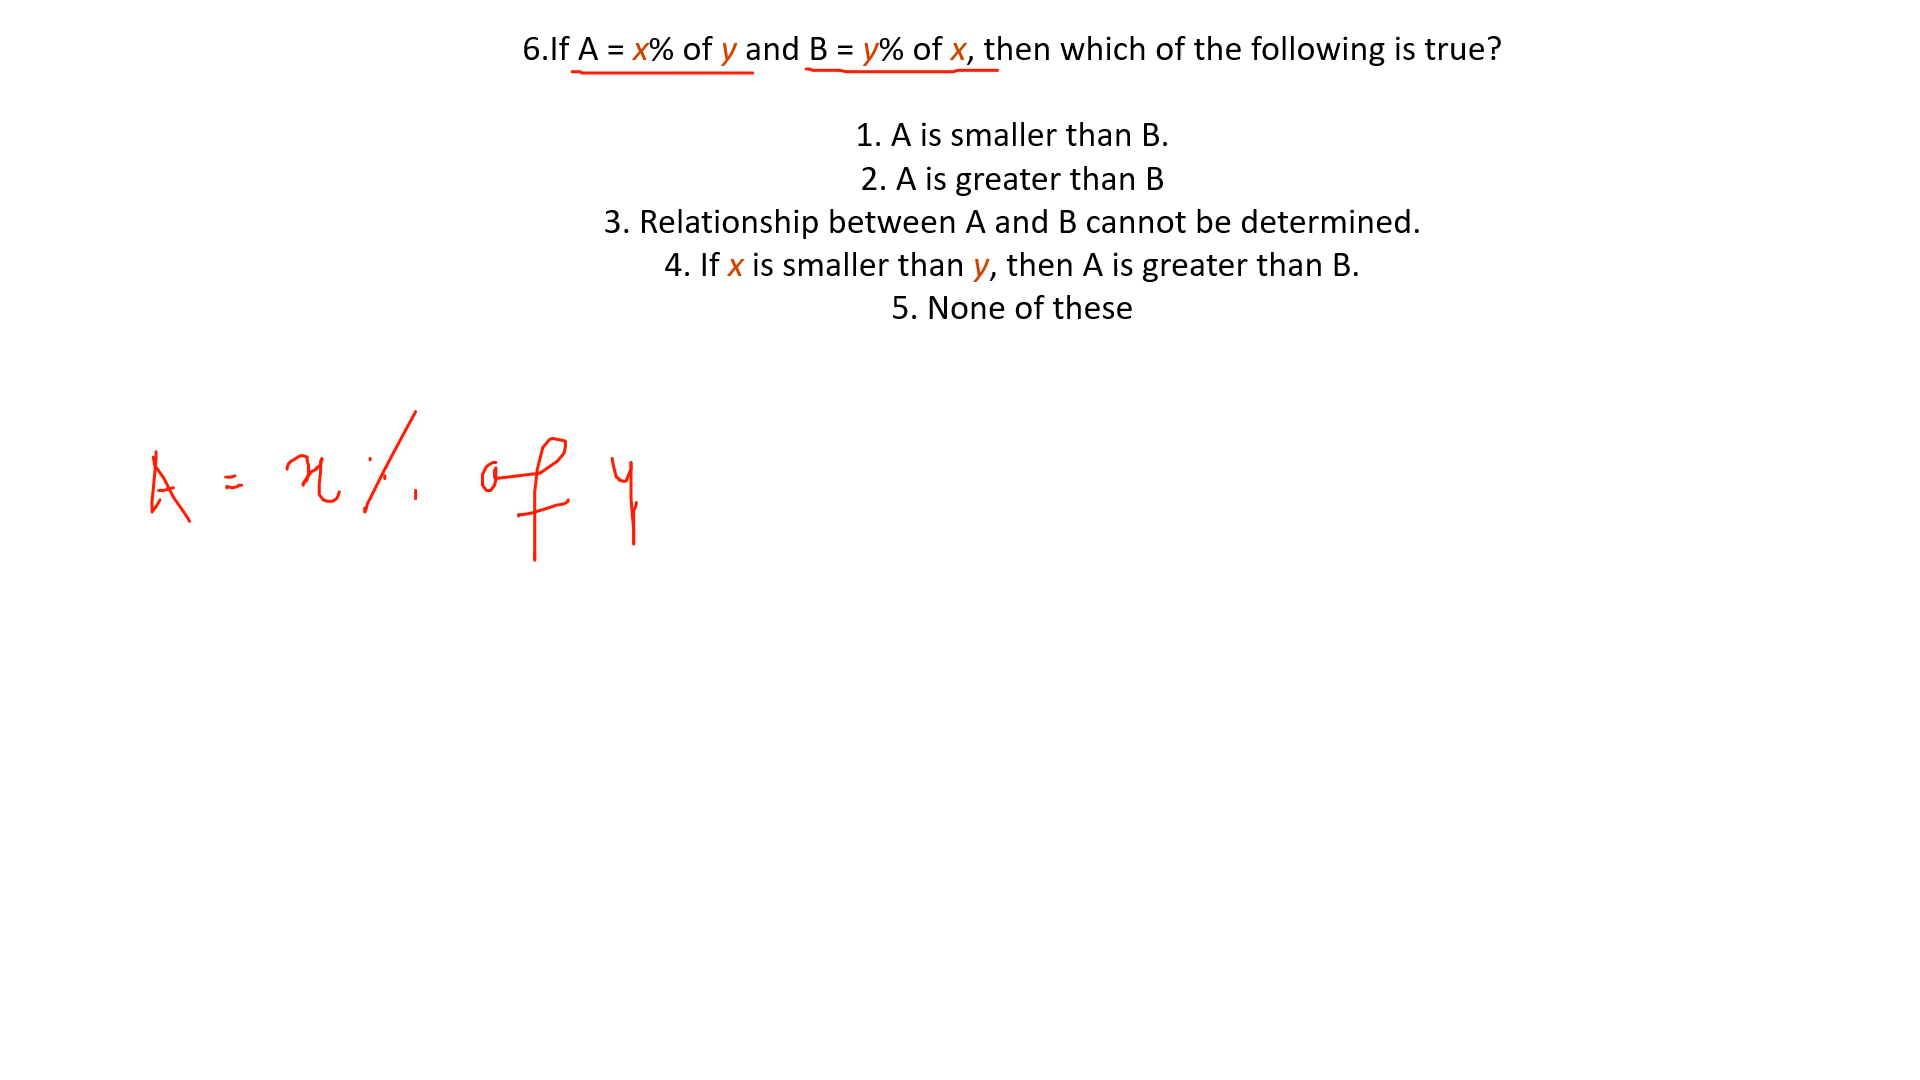 6.If A = x% of y and B = y% of x, then which of the following is true?
1. A is smaller than B.
2. A is greater than B
3. Relationship between A and B cannot be determined.
4. If x is smaller than y, then A is greater than B.
5. None of these
A = x % of y